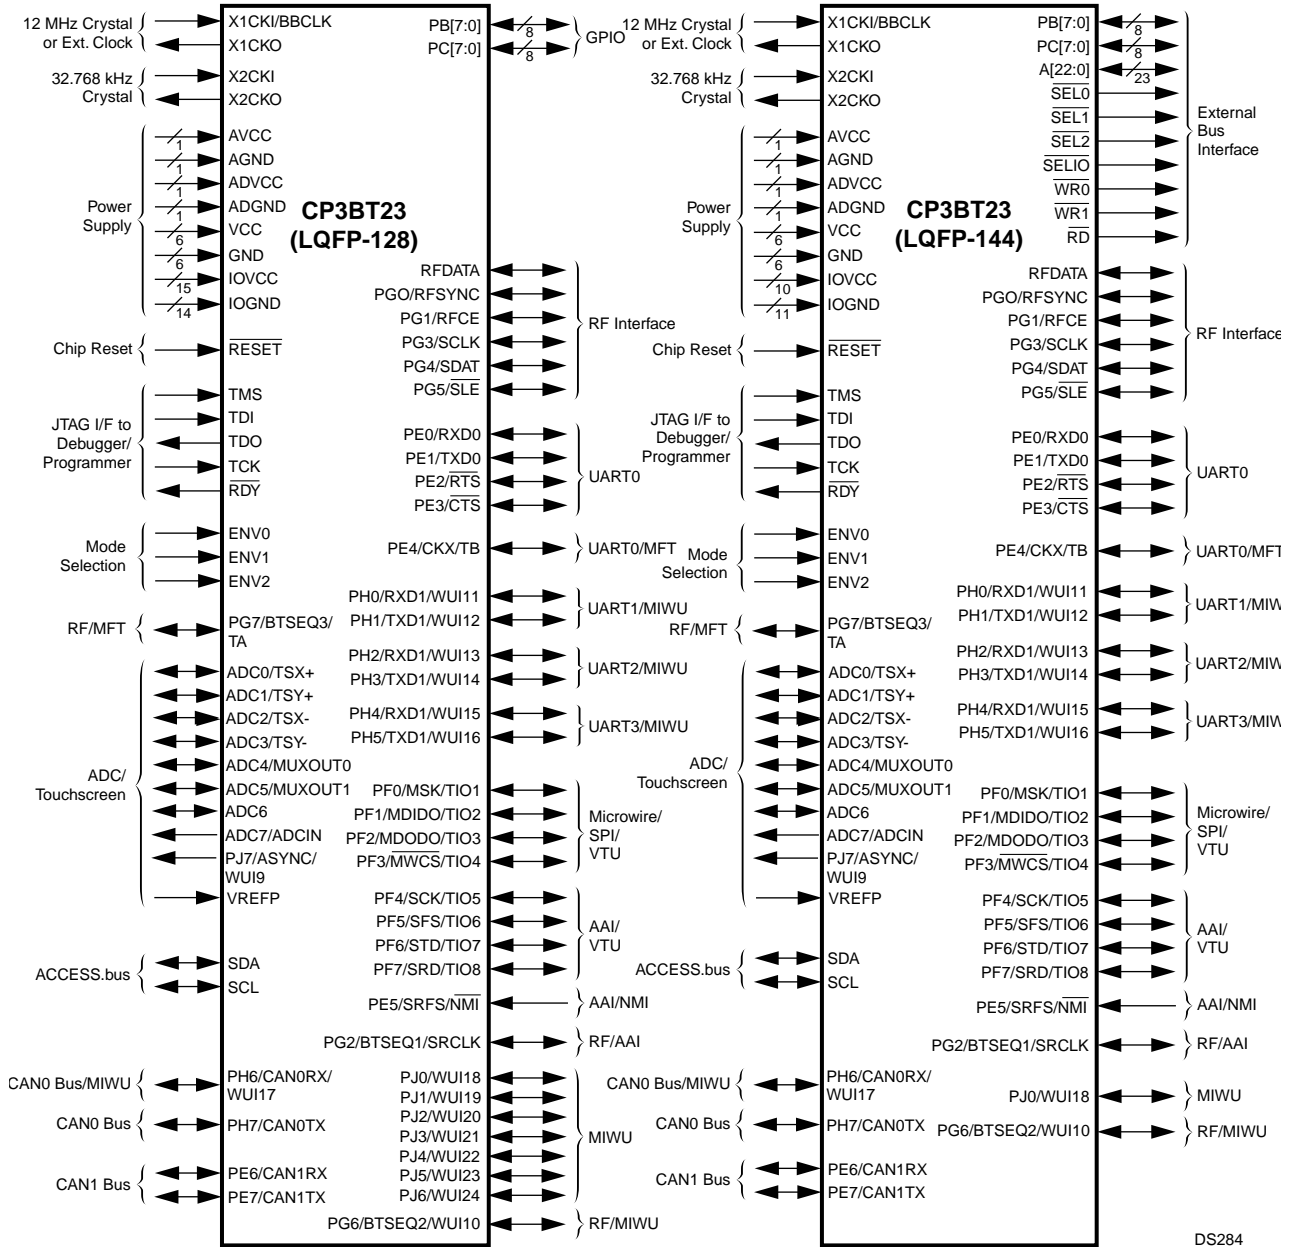 12 MHz Crystal
or Ext. Clock
X1CKI/BBCLK
X1CKO
32.768 kHz
Crystal
X2CKI
X2CKO
Power
Supply
AVCC
1
AGND
1
ADVCC
1
ADGND
1
VCC
6
GND
6
IOVCC
15
IOGND
14
Chip Reset
RESET
JTAG I/F to
Debugger/
Programmer
TMS
TDI
TDO
TCK
RDY
Mode
Selection
ENV0
ENV1
ENV2
RF/MFT
PG7/BTSEQ3/
TA
ADC/
Touchscreen
ADC0/TSX+
ADC1/TSY+
ADC2/TSX-
ADC3/TSY-
ADC4/MUXOUT0
ADC5/MUXOUT1
ADC6
ADC7/ADCIN
PJ7/ASYNC/
WUI9
VREFP
ACCESS.bus
SDA
SCL
CAN0 Bus/MIWU
PH6/CAN0RX/
WUI17
CAN0 Bus
PH7/CAN0TX
CAN1 Bus
PE6/CAN1RX
PE7/CAN1TX
CP3BT23
(LQFP-128)
PB[7:0]
8
PC[7:0]
8
GPIO
RFDATA
PGO/RFSYNC
PG1/RFCE
PG3/SCLK
PG4/SDAT
PG5/SLE
RF Interface
PE0/RXD0
PE1/TXD0
PE2/RTS
PE3/CTS
UART0
PE4/CKX/TB
UART0/MFT
PH0/RXD1/WUI11
PH1/TXD1/WUI12
UART1/MIWU
PH2/RXD1/WUI13
PH3/TXD1/WUI14
UART2/MIWU
PH4/RXD1/WUI15
PH5/TXD1/WUI16
UART3/MIWU
PF0/MSK/TIO1
PF1/MDIDO/TIO2
PF2/MDODO/TIO3
PF3/MWCS/TIO4
Microwire/
SPI/
VTU
PF4/SCK/TIO5
PF5/SFS/TIO6
PF6/STD/TIO7
PF7/SRD/TIO8
AAI/
VTU
PE5/SRFS/NMI
AAI/NMI
PG2/BTSEQ1/SRCLK
RF/AAI
PJ0/WUI18
PJ1/WUI19
PJ2/WUI20
PJ3/WUI21
PJ4/WUI22
PJ5/WUI23
PJ6/WUI24
MIWU
PG6/BTSEQ2/WUI10
RF/MIWU
12 MHz Crystal
or Ext. Clock
X1CKI/BBCLK
X1CKO
32.768 kHz
Crystal
X2CKI
X2CKO
Power
Supply
AVCC
1
AGND
1
ADVCC
1
ADGND
1
VCC
6
GND
6
IOVCC
10
IOGND
11
Chip Reset
RESET
JTAG I/F to
Debugger/
Programmer
TMS
TDI
TDO
TCK
RDY
Mode
Selection
ENV0
ENV1
ENV2
RF/MFT
PG7/BTSEQ3/
TA
ADC/
Touchscreen
ADC0/TSX+
ADC1/TSY+
ADC2/TSX-
ADC3/TSY-
ADC4/MUXOUT0
ADC5/MUXOUT1
ADC6
ADC7/ADCIN
PJ7/ASYNC/
WUI9
VREFP
ACCESS.bus
SDA
SCL
CAN0 Bus/MIWU
PH6/CAN0RX/
WUI17
CAN0 Bus
PH7/CAN0TX
CAN1 Bus
PE6/CAN1RX
PE7/CAN1TX
CP3BT23
(LQFP-144)
PB[7:0]
8
PC[7:0]
8
A[22:0]
23
SEL0
SEL1
SEL2
SELIO
WR0
WR1
RD
External
Bus
Interface
RFDATA
PGO/RFSYNC
PG1/RFCE
PG3/SCLK
PG4/SDAT
PG5/SLE
RF Interface
PE0/RXD0
PE1/TXD0
PE2/RTS
PE3/CTS
UART0
PE4/CKX/TB
UART0/MFT
PH0/RXD1/WUI11
PH1/TXD1/WUI12
UART1/MIW
PH2/RXD1/WUI13
PH3/TXD1/WUI14
UART2/MIW
PH4/RXD1/WUI15
PH5/TXD1/WUI16
UART3/MIW
PF0/MSK/TIO1
PF1/MDIDO/TIO2
PF2/MDODO/TIO3
PF3/MWCS/TIO4
Microwire/
SPI/
VTU
PF4/SCK/TIO5
PF5/SFS/TIO6
PF6/STD/TIO7
PF7/SRD/TIO8
AAI/
VTU
PE5/SRFS/NMI
AAI/NMI
PG2/BTSEQ1/SRCLK
RF/AAI
PJ0/WUI18
MIWU
PG6/BTSEQ2/WUI10
RF/MIWU
DS284